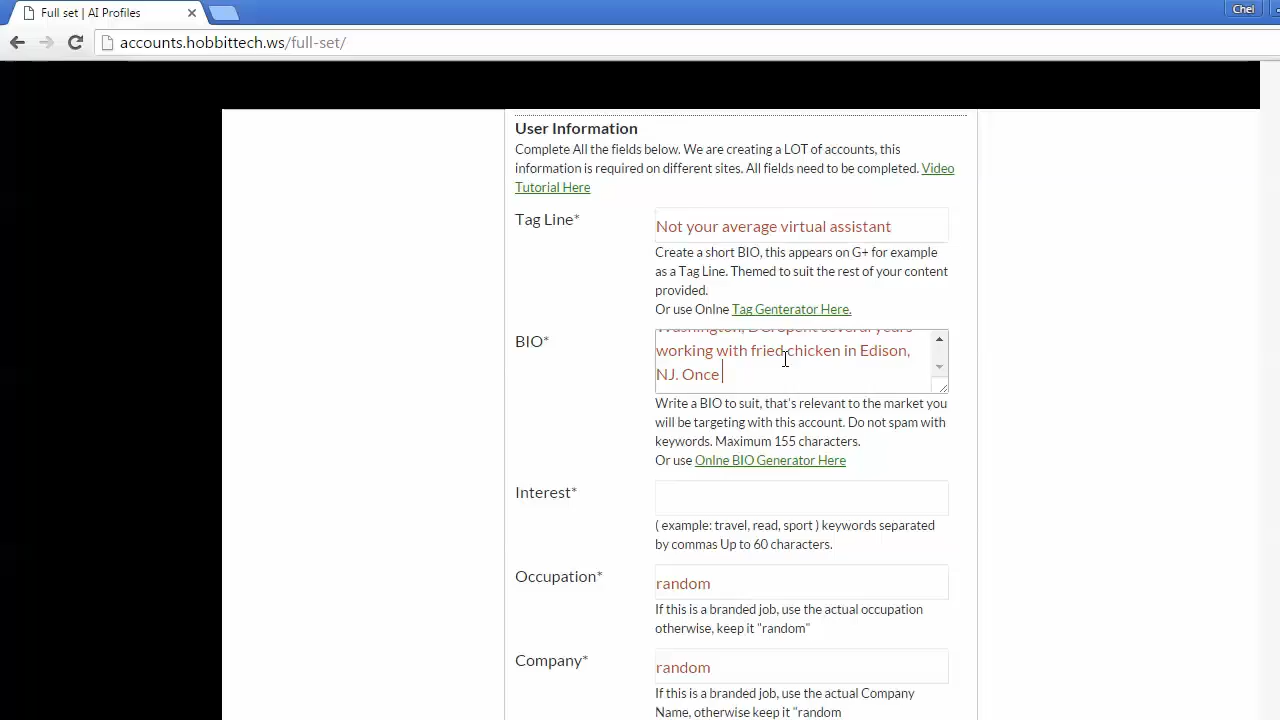 Full set | AI Profiles
Chel
accounts.hobbittech.ws/full-set/
User Information
Complete All the fields below. We are creating a LOT of accounts, this
information is required on different sites. All fields need to be completed. Video
Tutorial Here
Tag Line*
Not your average virtual assistant
Create a short BIO, this appears on G+ for example
as a Tag Line. Themed to suit the rest of your content
provided.
Or use Onlne Tag Genterator Here.
BIO*
Washington, DC. Spent several years
working with fried chicken in Edison,
NJ. Once
Write a BIO to suit, that's relevant to the market you
will be targeting with this account. Do not spam with
keywords. Maximum 155 characters.
Or use Onlne BIO Generator Here
Interest*
( example: travel, read, sport ) keywords separated
by commas Up to 60 characters.
Occupation*
random
If this is a branded job, use the actual occupation
otherwise, keep it "random"
Company*
random
If this is a branded job, use the actual Company
Name, otherwise keep it "random